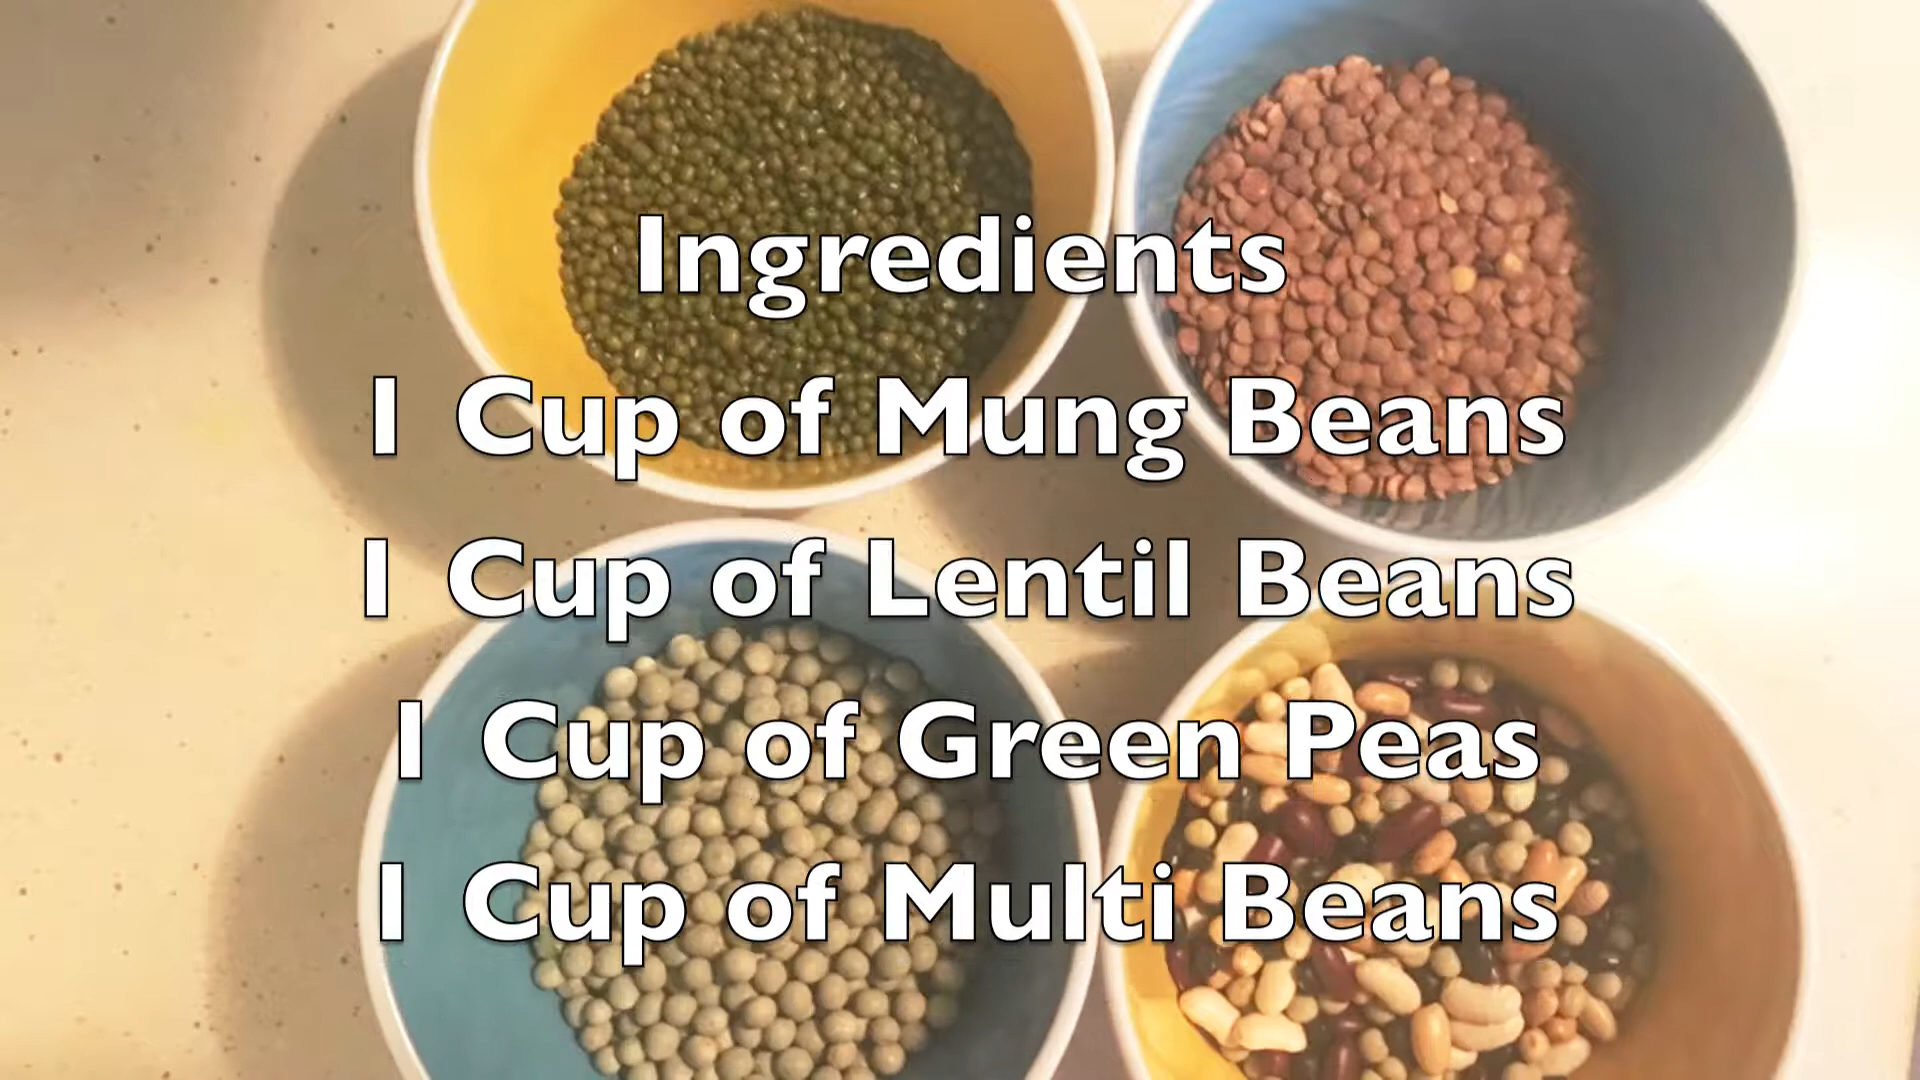 Ingredients
1 Cup of Mung Beans
1 Cup of Lentil Beans
1 Cup of Green Peas
1 Cup of Multi Beans